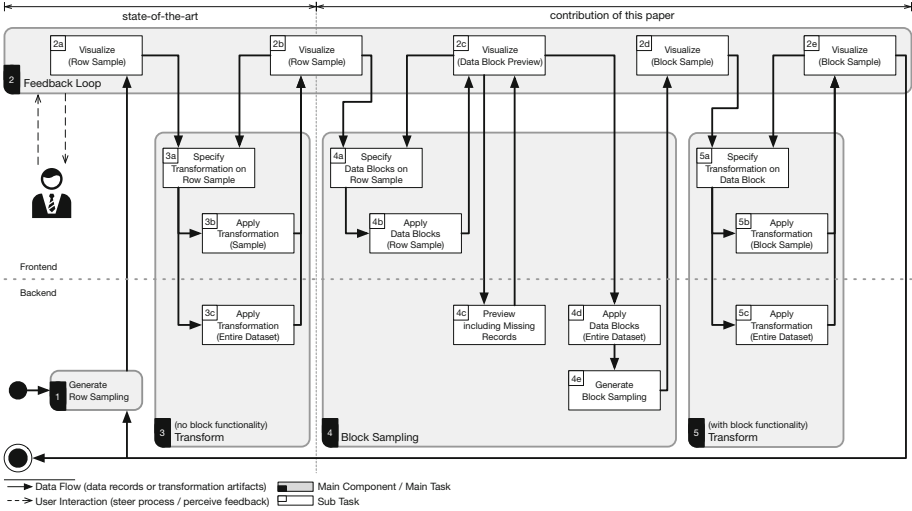 state-of-the-art
contribution of this paper
2a
Visualize
(Row Sample)
2b
Visualize
(Row Sample)
2c
Visualize
(Data Block Preview)
2d
Visualize
(Block Sample)
2e
Visualize
(Block Sample)
2
Feedback Loop
3a
Specify
Transformation on
Row Sample
4a
Specify
Data Blocks on
Row Sample
5a
Specify
Transformation on
Data Block
3b
Apply
Transformation
(Sample)
4b
Apply
Data Blocks
(Row Sample)
5b
Apply
Transformation
(Block Sample)
Frontend
Backend
3c
Apply
Transformation
(Entire Dataset)
4c
Preview
including Missing
Records
4d
Apply
Data Blocks
(Entire Dataset)
5c
Apply
Transformation
(Entire Dataset)
1
Generate
Row Sampling
4e
Generate
Block Sampling
3
(no block functionality)
Transform
4
Block Sampling
5
(with block functionality)
Transform
Data Flow (data records or transformation artifacts)
Main Component / Main Task
User Interaction (steer process / perceive feedback)
Sub Task